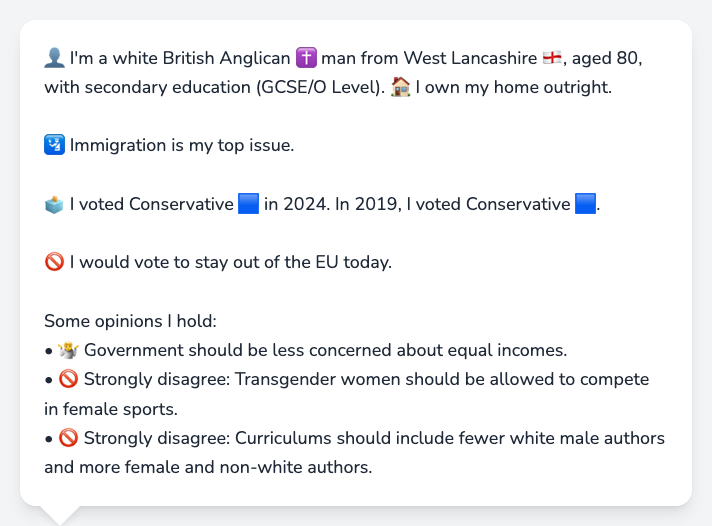 👤 I'm a white British Anglican ✝️ man from West Lancashire 🏴󠁧󠁢󠁥󠁮󠁧󠁿, aged 80,
with secondary education (GCSE/O Level). 🏠 I own my home outright.
🛂 Immigration is my top issue.
🗳️ I voted Conservative 🟦 in 2024. In 2019, I voted Conservative 🟦.
🚫 I would vote to stay out of the EU today.
Some opinions I hold:
• 🤷 Government should be less concerned about equal incomes.
• 🚫 Strongly disagree: Transgender women should be allowed to compete
in female sports.
• 🚫 Strongly disagree: Curriculums should include fewer white male authors
and more female and non-white authors.